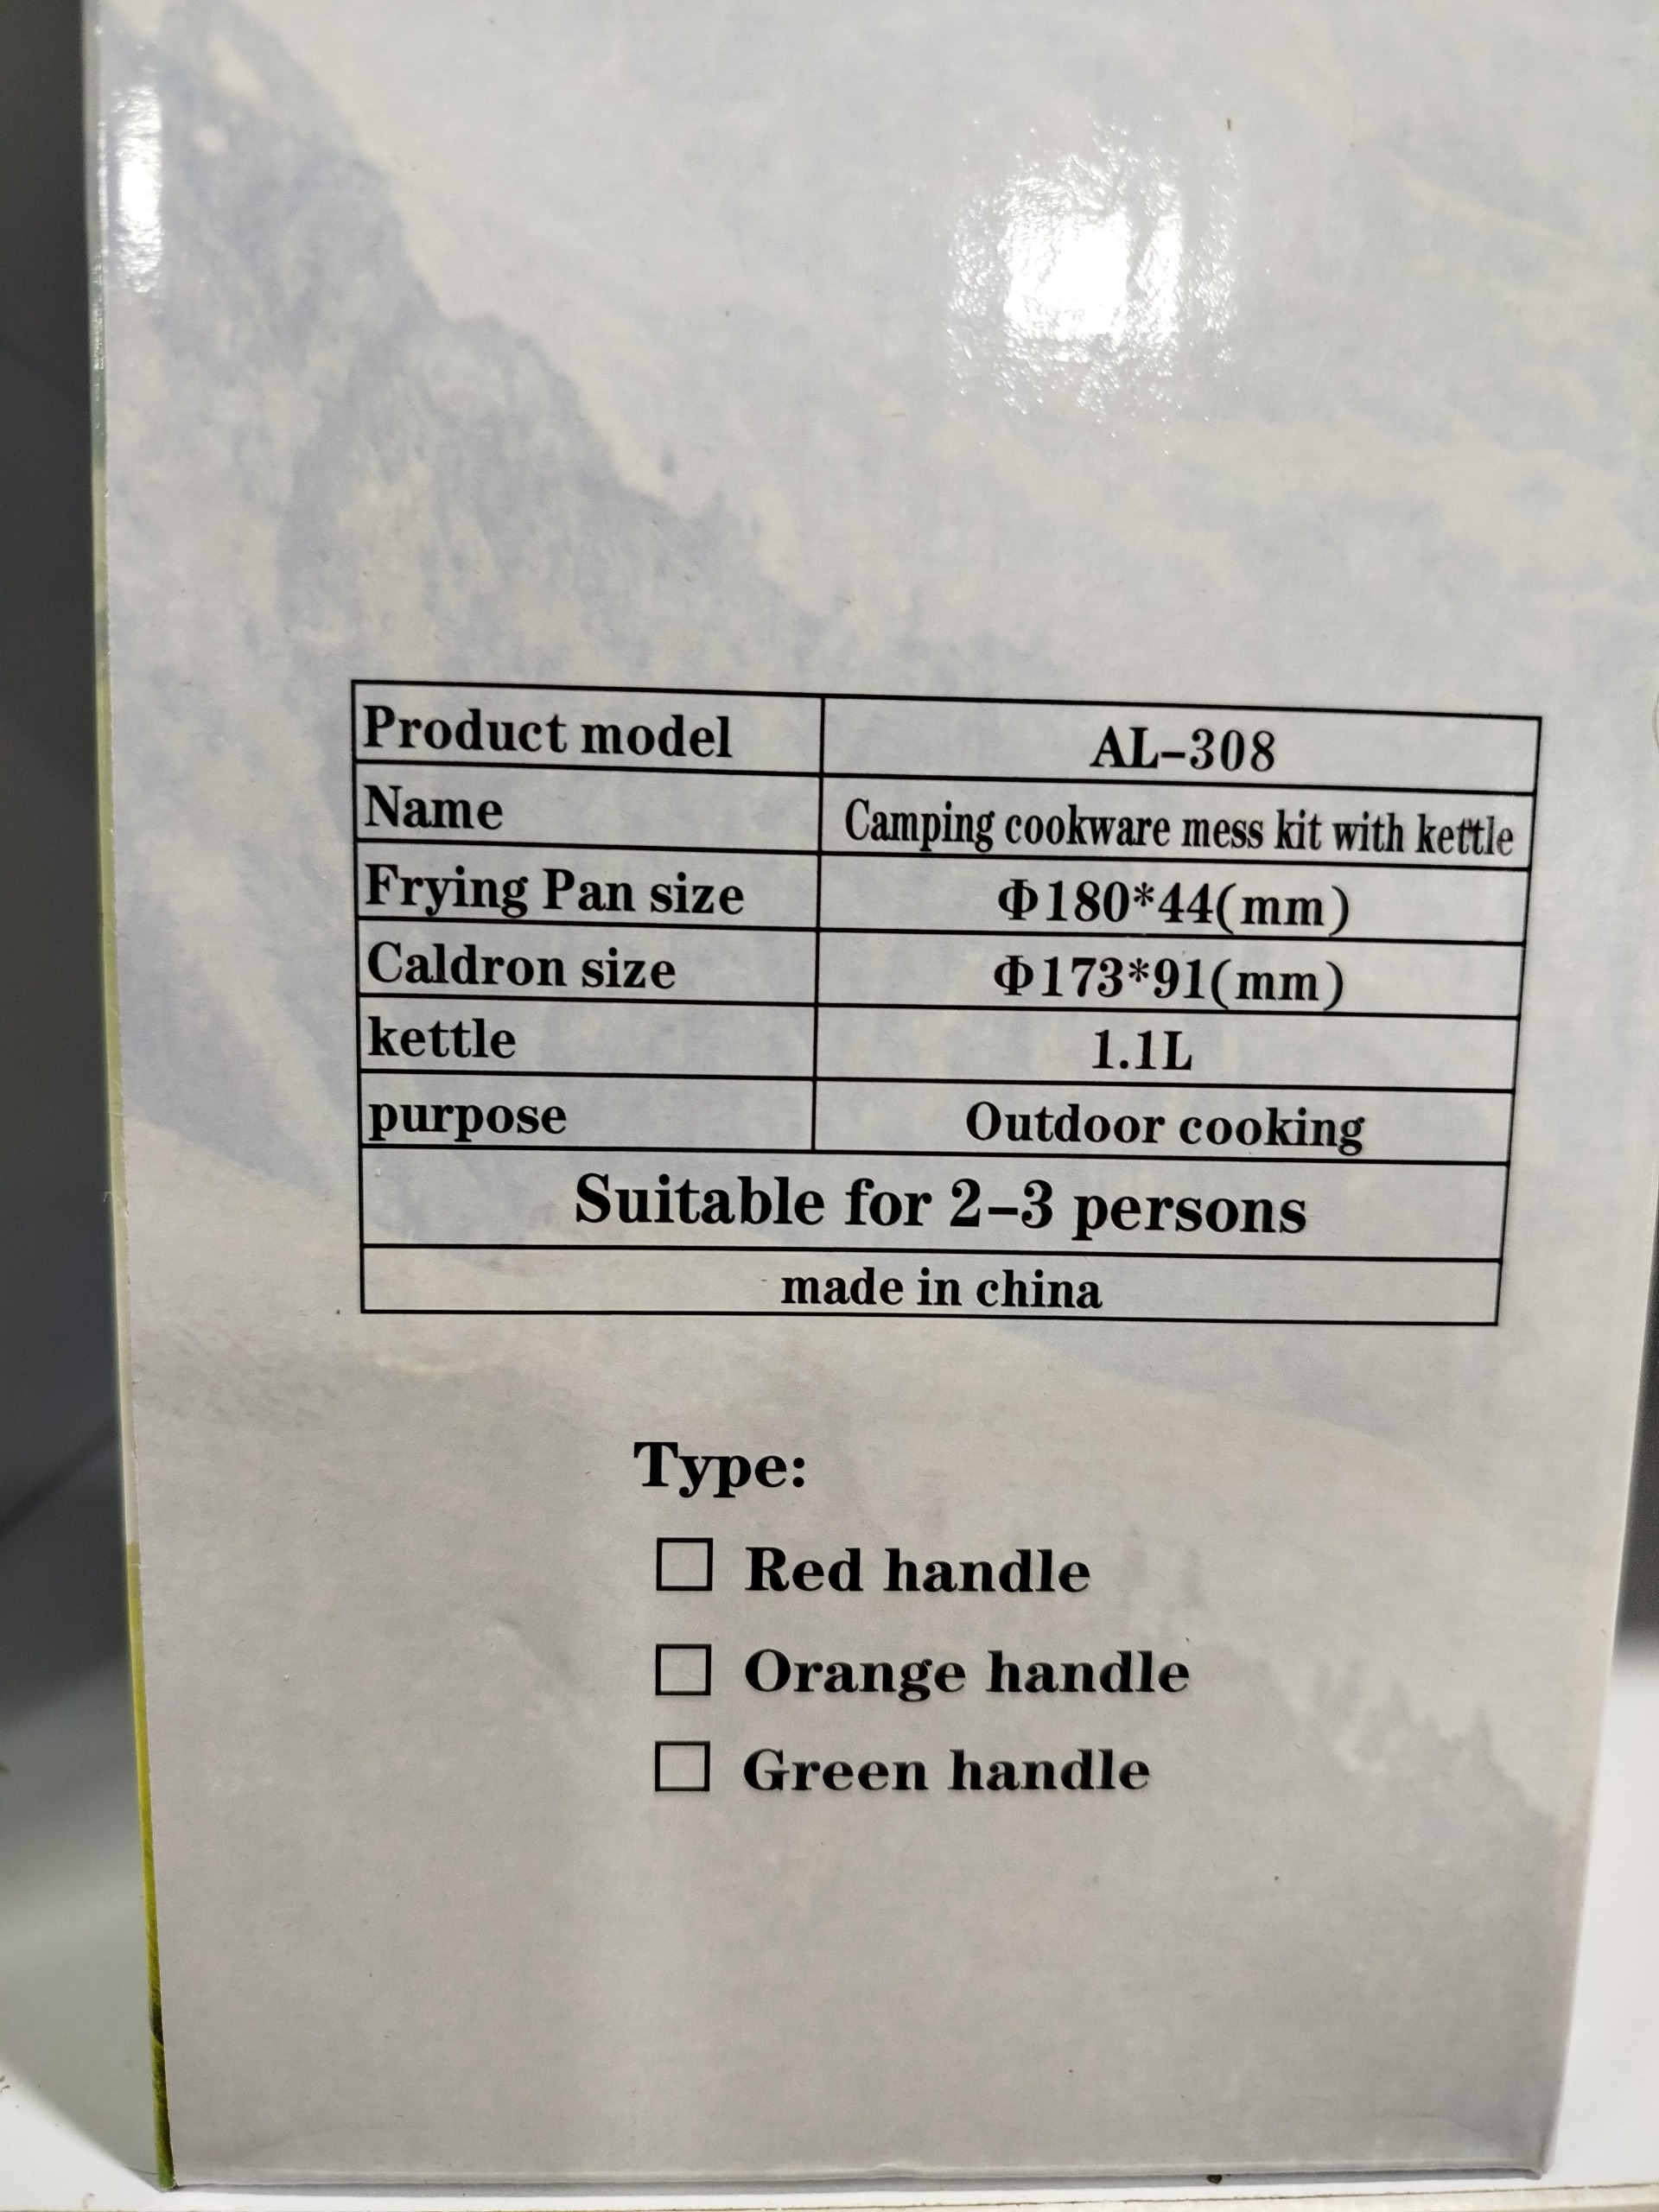 Product model AL-308
Name Camping cookware mess kit with kettle
Frying Pan size Φ180*44(mm)
Caldron size Φ173*91(mm)
kettle 1.1L
purpose Outdoor cooking
Suitable for 2-3 persons
made in china
Type:
☐ Red handle
☐ Orange handle
☐ Green handle